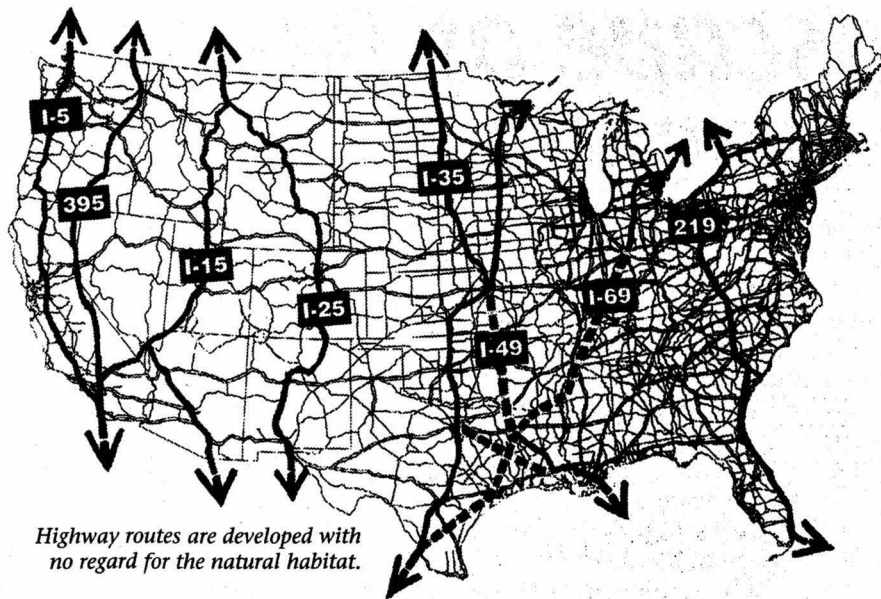 I-5
395
I-15
I-25
I-35
I-49
I-69
219
Highway routes are developed with
no regard for the natural habitat.